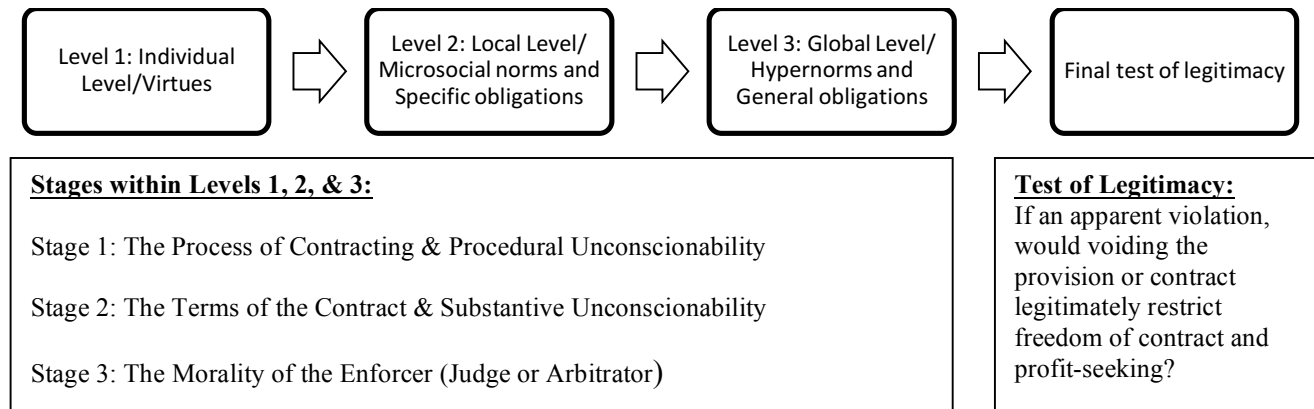 Level 1: Individual
Level/Virtues
Level 2: Local Level/
Microsocial norms and
Specific obligations
Level 3: Global Level/
Hypernorms and
General obligations
Final test of legitimacy
Stages within Levels 1, 2, & 3:
Stage 1: The Process of Contracting & Procedural Unconscionability
Stage 2: The Terms of the Contract & Substantive Unconscionability
Stage 3: The Morality of the Enforcer (Judge or Arbitrator)
Test of Legitimacy:
If an apparent violation,
would voiding the
provision or contract
legitimately restrict
freedom of contract and
profit-seeking?